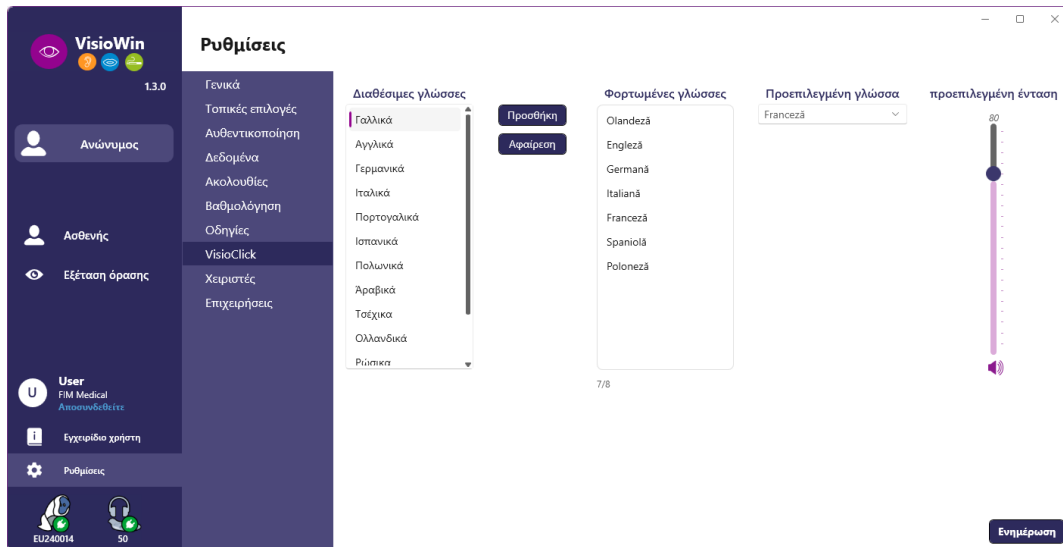 VisioWin
1.3.0
Ανώνυμος
Ασθενής
Εξέταση όρασης
U
User
FIM Medical
Αποσυνδεθείτε
Εγχειρίδιο χρήστη
Ρυθμίσεις
EU240014
50
Ρυθμίσεις
Γενικά
Τοπικές επιλογές
Αυθεντικοποίηση
Δεδομένα
Ακολουθίες
Βαθμολόγηση
Οδηγίες
VisioClick
Χειριστές
Επιχειρήσεις
Διαθέσιμες γλώσσες
Γαλλικά
Αγγλικά
Γερμανικά
Ιταλικά
Πορτογαλικά
Ισπανικά
Πολωνικά
Άραβικά
Τσέχικα
Ολλανδικά
Ρώσικα
Προσθήκη
Αφαίρεση
Φορτωμένες γλώσσες
Olandeză
Engleză
Germană
Italiană
Franceză
Spaniolă
Poloneză
7/8
Προεπιλεγμένη γλώσσα
Franceză
προεπιλεγμένη ένταση
80
Ενημέρωση